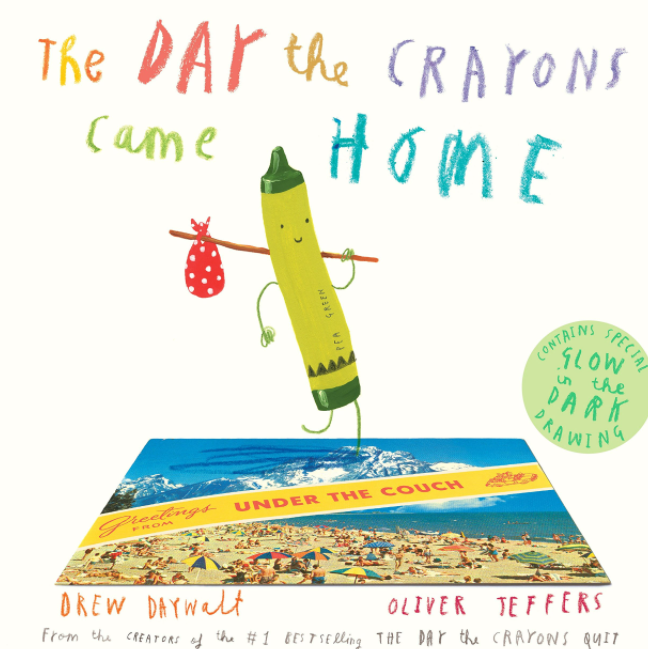 The DAY the CRAYONS
Came HOME
PEA GREEN
CONTAINS SPECIAL
GLOW
in the
DARK
DRAWING
Greetings
FROM
UNDER THE COUCH
DREW DAYWALT
OLIVER JEFFERS
From the CREATORS of the #1 BESTSELLING THE DAY the CRAYONS QUIT